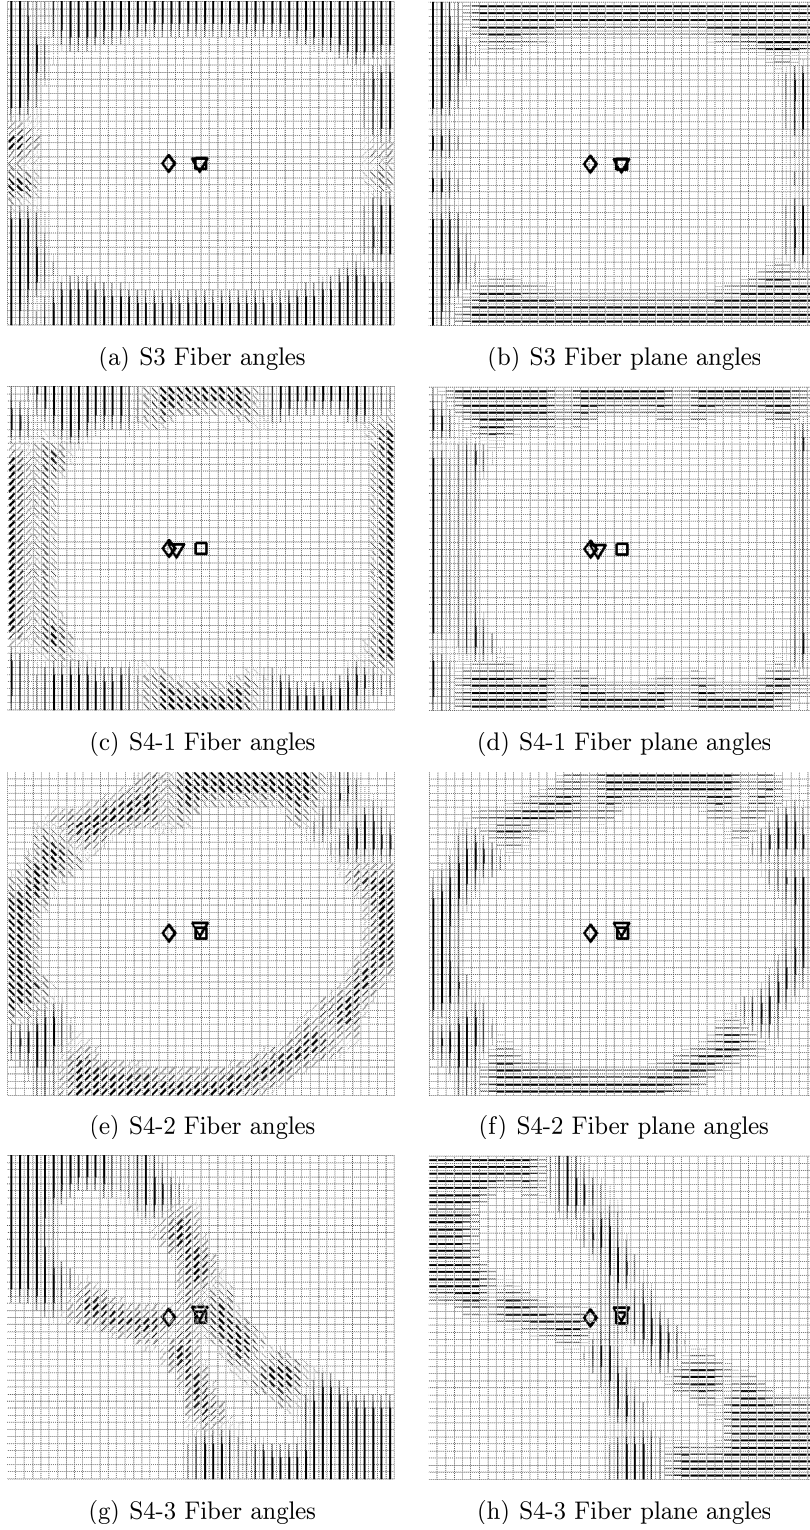 (a) S3 Fiber angles
(b) S3 Fiber plane angles
(c) S4-1 Fiber angles
(d) S4-1 Fiber plane angles
(e) S4-2 Fiber angles
(f) S4-2 Fiber plane angles
(g) S4-3 Fiber angles
(h) S4-3 Fiber plane angles